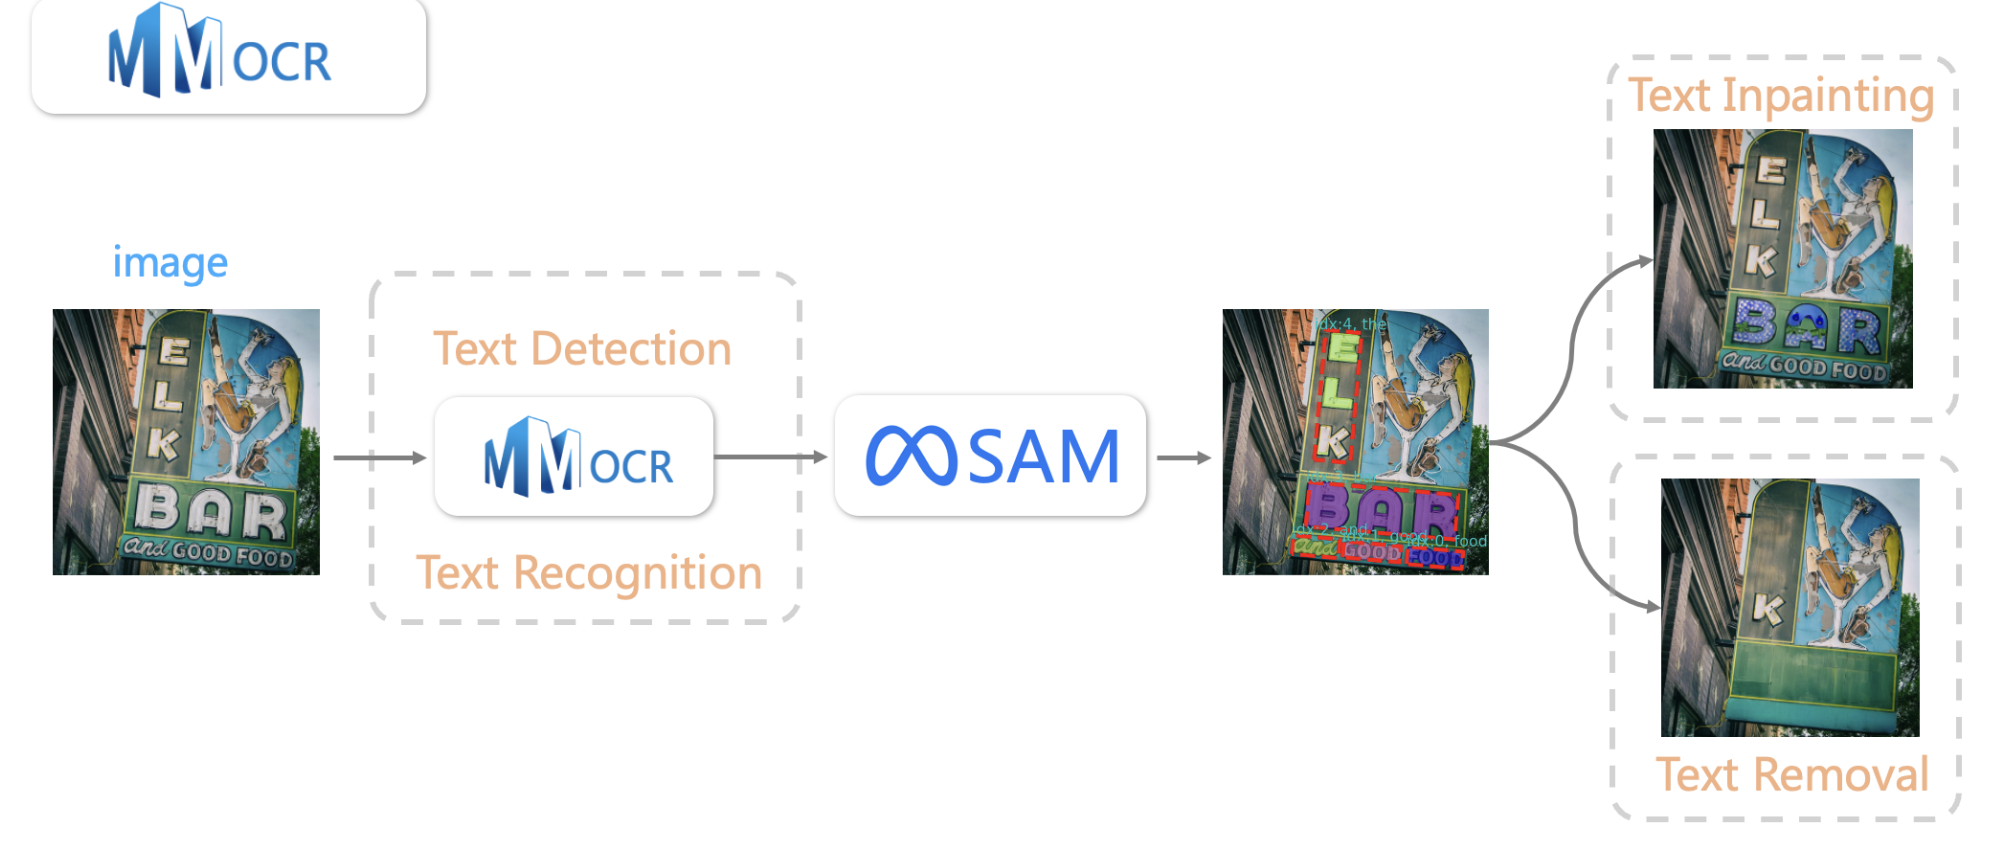 MMOCR
image
ELK
BAR
and GOOD FOOD
Text Detection
MMOCR
Text Recognition
SAM
idx:4, the
ELK
BAR
idx:2, and
idx:1, good
idx:0, food
and GOOD FOOD
Text Inpainting
ELK
BAR
and GOOD FOOD
K
Text Removal